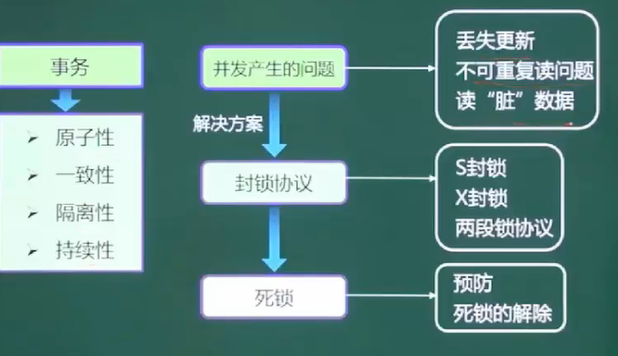 事务
原子性
一致性
隔离性
持续性
并发产生的问题
丢失更新
不可重复读问题
读“脏”数据
解决方案
封锁协议
S封锁
X封锁
两段锁协议
死锁
预防
死锁的解除